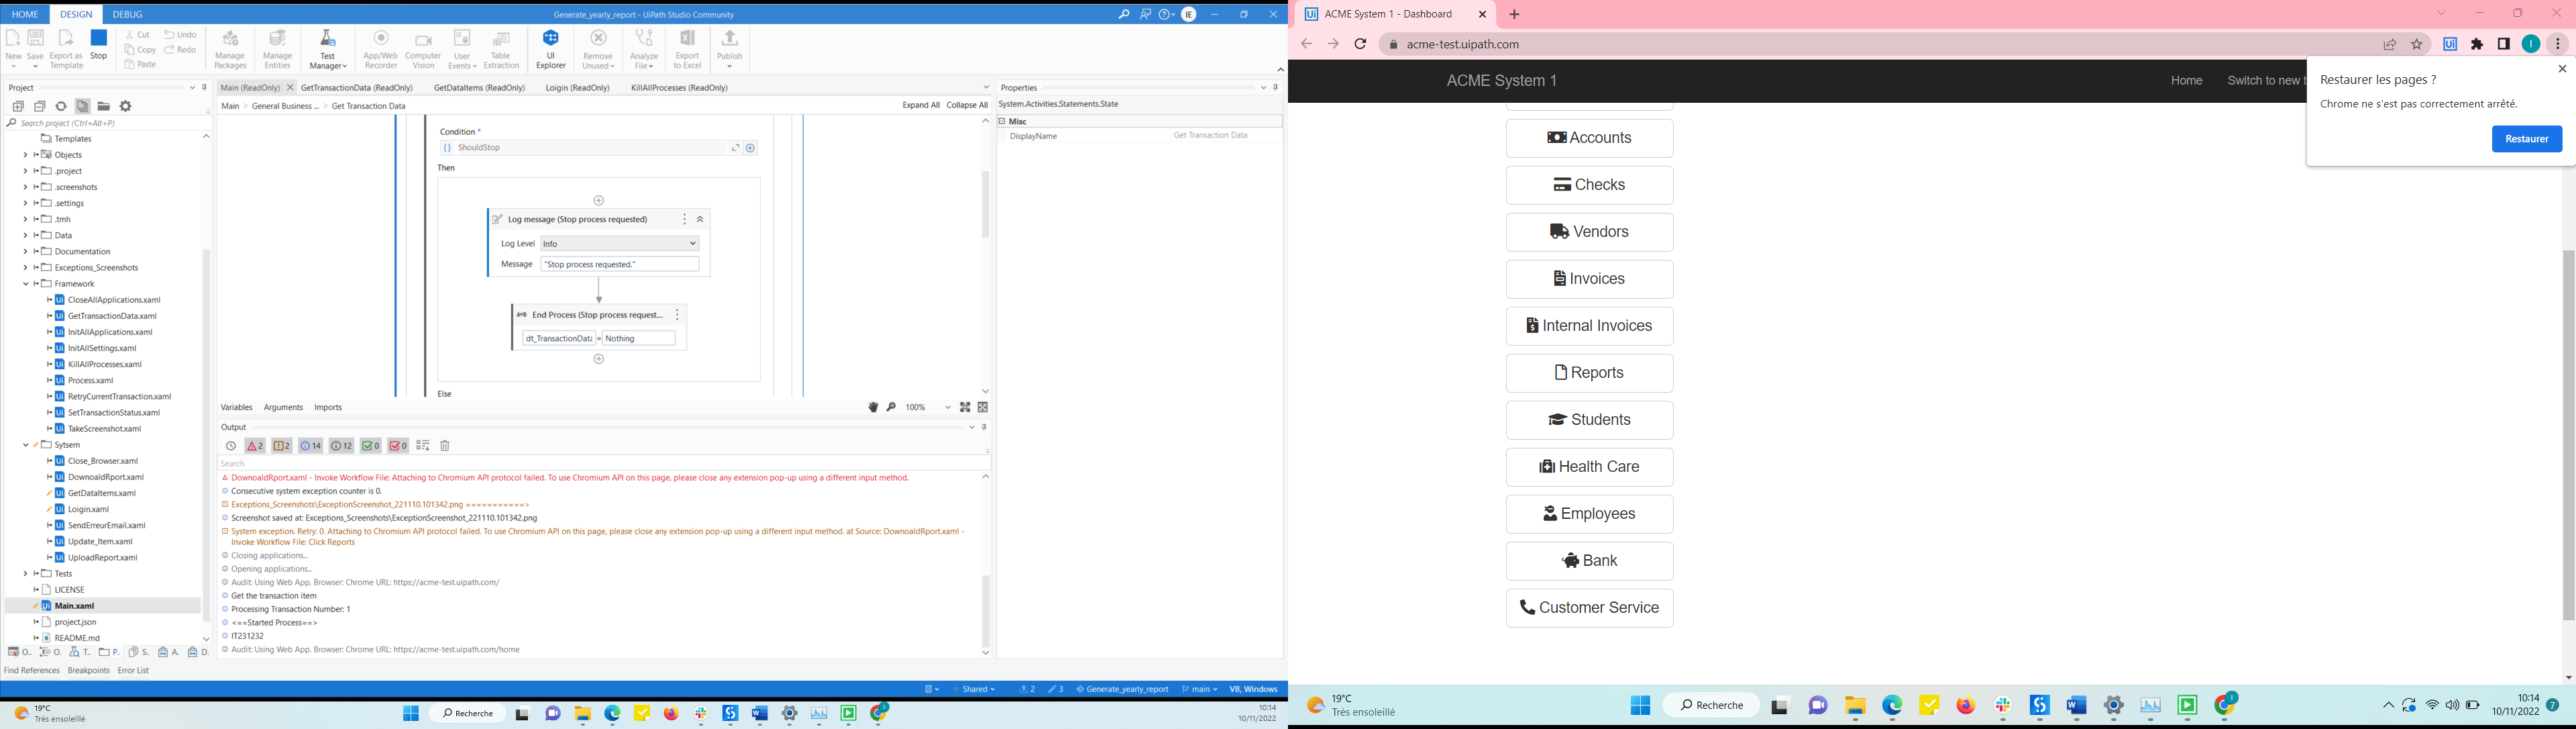 HOME
DESIGN
DEBUG
Generate_yearly_report - UiPath Studio Community
IE
New
Save
Export as
Template
Stop
Cut
Copy
Paste
Undo
Redo
Manage
Packages
Manage
Entities
Test
Manager
App/Web
Recorder
Computer
Vision
User
Events
Table
Extraction
UI
Explorer
Remove
Unused
Analyze
File
Export
to Excel
Publish
Project
Search project (Ctrl+Alt+P)
Templates
Objects
.project
.screenshots
.settings
.tmh
Data
Documentation
Exceptions_Screenshots
Framework
CloseAllApplications.xaml
GetTransactionData.xaml
InitAllApplications.xaml
InitAllSettings.xaml
KillAllProcesses.xaml
Process.xaml
RetryCurrentTransaction.xaml
SetTransactionStatus.xaml
TakeScreenshot.xaml
Sytsem
Close_Browser.xaml
DownoaldRport.xaml
GetDataItems.xaml
Loigin.xaml
SendErreurEmail.xaml
Update_Item.xaml
UploadReport.xaml
Tests
LICENSE
Main.xaml
project.json
README.md
O..
O.
T..
P.
S.
A.
D.
Find References
Breakpoints
Error List
Main (ReadOnly)
GetTransactionData (ReadOnly)
GetDataItems (ReadOnly)
Loigin (ReadOnly)
KillAllProcesses (ReadOnly)
Main > General Business ... > Get Transaction Data
Expand All
Collapse All
Condition *
ShouldStop
Then
Log message (Stop process requested)
Log Level
Info
Message
"Stop process requested."
A=B
End Process (Stop process request...
dt_TransactionData = Nothing
Else
Variables
Arguments
Imports
100%
Output
2
2
14
12
0
0
Search
DownoaldRport.xaml - Invoke Workflow File: Attaching to Chromium API protocol failed. To use Chromium API on this page, please close any extension pop-up using a different input method.
Consecutive system exception counter is 0.
Exceptions_Screenshots\ExceptionScreenshot_221110.101342.png ===========>
Screenshot saved at: Exceptions_Screenshots\ExceptionScreenshot_221110.101342.png
System exception. Retry: 0. Attaching to Chromium API protocol failed. To use Chromium API on this page, please close any extension pop-up using a different input method. at Source: DownoaldRport.xaml -
Invoke Workflow File: Click Reports
Closing applications...
Opening applications...
Audit: Using Web App. Browser: Chrome URL: https://acme-test.uipath.com/
Get the transaction item
Processing Transaction Number: 1
<==Started Process==>
IT231232
Audit: Using Web App. Browser: Chrome URL: https://acme-test.uipath.com/home
Properties
System.Activities.Statements.State
Misc
DisplayName
Get Transaction Data
Shared
2
3
Generate_yearly_report
main
VB, Windows
19°C
Très ensoleillé
Recherche
10:14
10/11/2022
Ui
ACME System 1 - Dashboard
acme-test.uipath.com
ACME System 1
Home
Switch to new t
Restaurer les pages ?
Chrome ne s'est pas correctement arrêté.
Restaurer
Accounts
Checks
Vendors
Invoices
Internal Invoices
Reports
Students
Health Care
Employees
Bank
Customer Service
19°C
Très ensoleillé
Recherche
10:14
10/11/2022
7